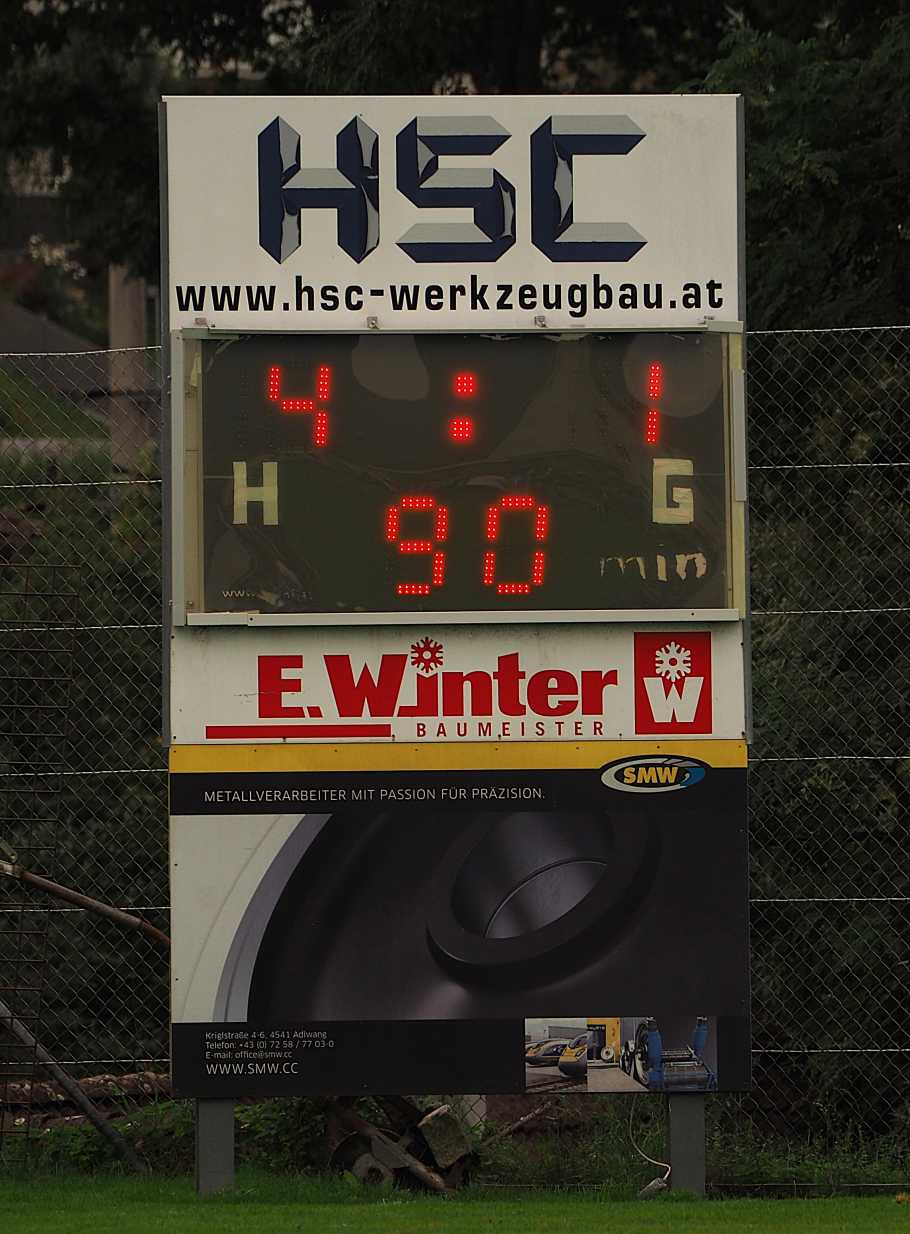 HSC
www.hsc-werkzeugbau.at
4 : 1
H G
90 min
E. Winter
BAUMEISTER
W
SMW
METALLVERARBEITER MIT PASSION FÜR PRÄZISION.
Kriglstraße 4-6, 4541 Adlwang
Telefon: +43 (0) 72 58 / 77 03-0
E-mail: office@smw.cc
WWW.SMW.CC